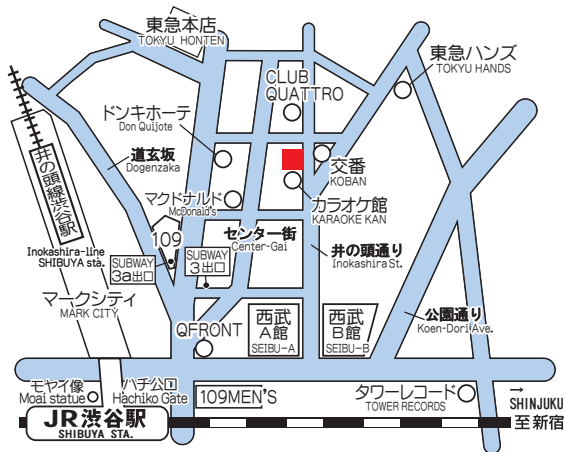 東急本店
TOKYU HONTEN
東急ハンズ
TOKYU HANDS
CLUB
QUATTRO
ドンキホーテ
Don Quijote
道玄坂
Dogenzaka
交番
KOBAN
マクドナルド
McDonald's
カラオケ館
KARAOKE KAN
井の頭線渋谷駅
Inokashira-line
SHIBUYA sta.
109
センター街
Center-Gai
井の頭通り
Inokashira St.
SUBWAY
3a出口
SUBWAY
3出口
マークシティ
MARK CITY
QFRONT
西武
A館
SEIBU-A
西武
B館
SEIBU-B
公園通り
Koen-Dori Ave.
モヤイ像
Moai statue
ハチ公口
Hachiko Gate
109MEN'S
タワーレコード
TOWER RECORDS
→
SHINJUKU
至新宿
JR渋谷駅
SHIBUYA STA.